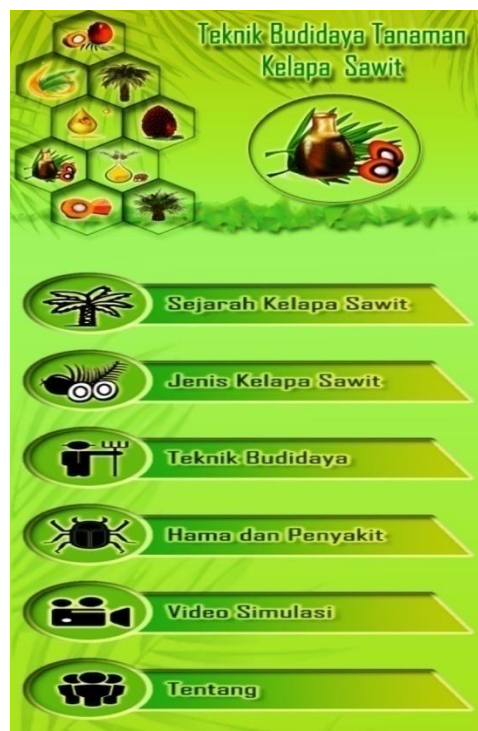 Teknik Budidaya Tanaman
Kelapa Sawit
Sejarah Kelapa Sawit
Jenis Kelapa Sawit
Teknik Budidaya
Hama dan Penyakit
Video Simulasi
Tentang